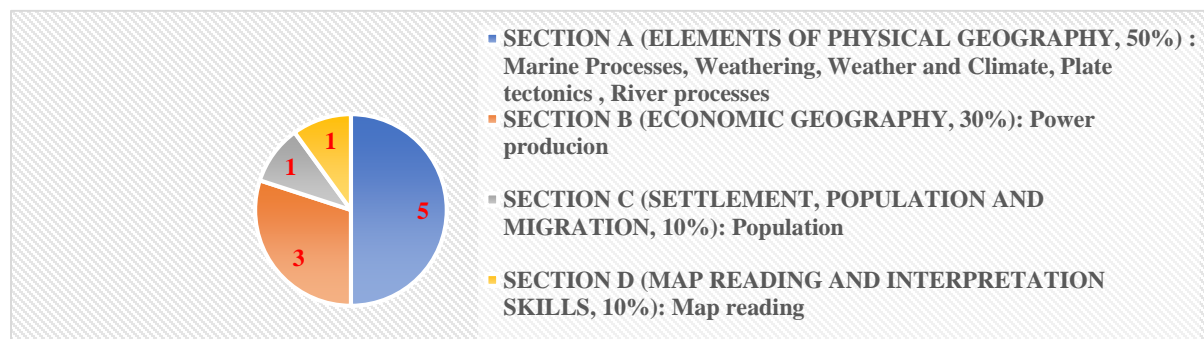 SECTION A (ELEMENTS OF PHYSICAL GEOGRAPHY, 50%) :
Marine Processes, Weathering, Weather and Climate, Plate
tectonics , River processes
SECTION B (ECONOMIC GEOGRAPHY, 30%): Power
producion
SECTION C (SETTLEMENT, POPULATION AND
MIGRATION, 10%): Population
SECTION D (MAP READING AND INTERPRETATION
SKILLS, 10%): Map reading
1
1
5
3